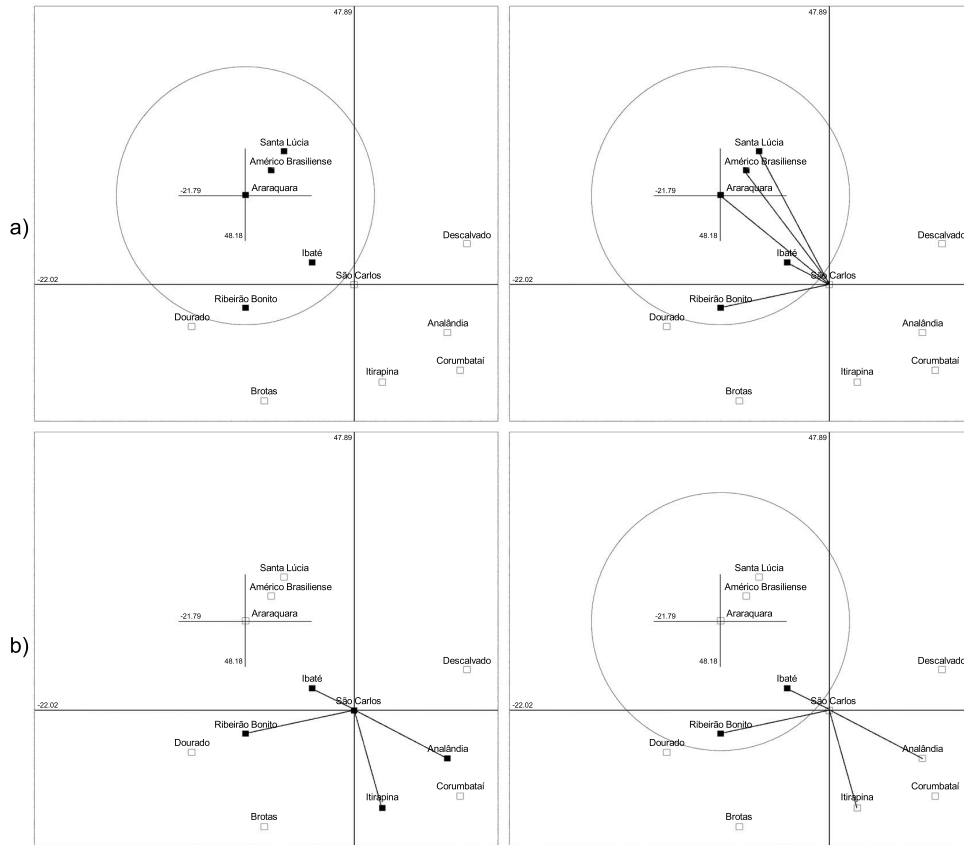 a)
47.89
Santa Lúcia
Américo Brasiliense
-21.79
Araraquara
48.18
Descalvado
Ibaté
São Carlos
-22.02
Ribeirão Bonito
Dourado
Analândia
Corumbataí
Itirapina
Brotas
47.89
Santa Lúcia
Américo Brasiliense
-21.79
Araraquara
48.18
Descalvado
Ibaté
São Carlos
-22.02
Ribeirão Bonito
Dourado
Analândia
Corumbataí
Itirapina
Brotas
b)
47.89
Santa Lúcia
Américo Brasiliense
-21.79
Araraquara
48.18
Descalvado
Ibaté
São Carlos
-22.02
Ribeirão Bonito
Dourado
Analândia
Corumbataí
Itirapina
Brotas
47.89
Santa Lúcia
Américo Brasiliense
-21.79
Araraquara
48.18
Descalvado
Ibaté
São Carlos
-22.02
Ribeirão Bonito
Dourado
Analândia
Corumbataí
Itirapina
Brotas